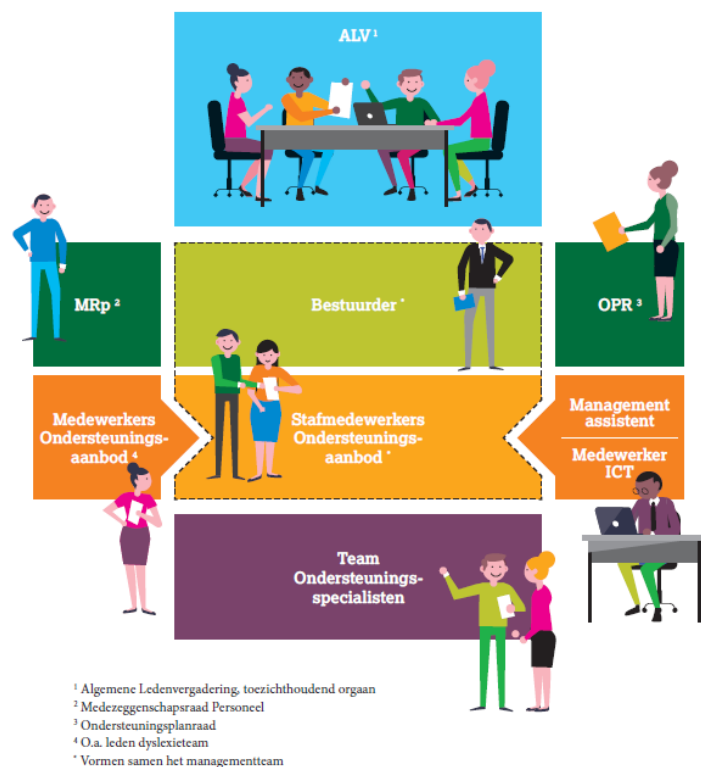 ALV ¹
MRp ²
Bestuurder *
OPR ³
Medewerkers
Ondersteunings-
aanbod ⁴
Stafmedewerkers
Ondersteunings-
aanbod *
Management
assistent
Medewerker
ICT
Team
Ondersteunings-
specialisten
¹ Algemene Ledenvergadering, toezichthoudend orgaan
² Medezeggenschapsraad Personeel
³ Ondersteuningsplanraad
⁴ O.a. leden dyslexieteam
* Vormen samen het managementteam